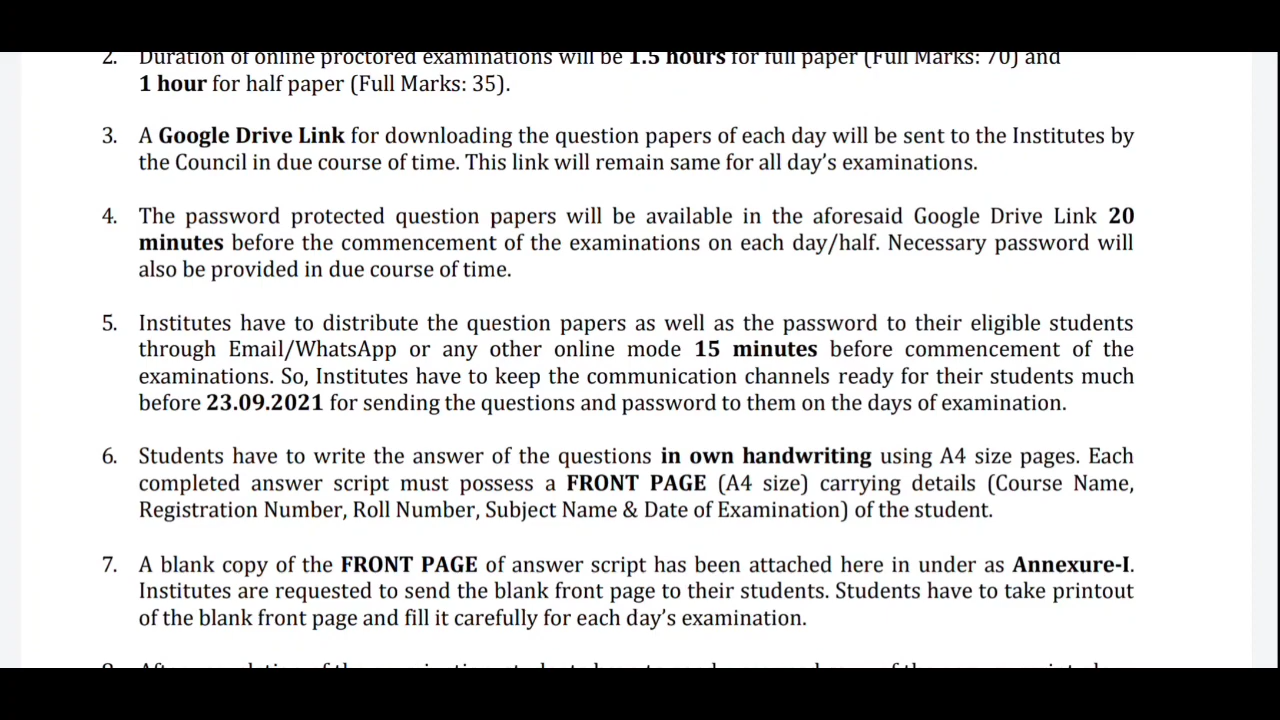 2. Duration of online proctored examinations will be 1.5 hours for full paper (Full Marks: 70) and
1 hour for half paper (Full Marks: 35).
3. A Google Drive Link for downloading the question papers of each day will be sent to the Institutes by
the Council in due course of time. This link will remain same for all day's examinations.
4. The password protected question papers will be available in the aforesaid Google Drive Link 20
minutes before the commencement of the examinations on each day/half. Necessary password will
also be provided in due course of time.
5. Institutes have to distribute the question papers as well as the password to their eligible students
through Email/WhatsApp or any other online mode 15 minutes before commencement of the
examinations. So, Institutes have to keep the communication channels ready for their students much
before 23.09.2021 for sending the questions and password to them on the days of examination.
6. Students have to write the answer of the questions in own handwriting using A4 size pages. Each
completed answer script must possess a FRONT PAGE (A4 size) carrying details (Course Name,
Registration Number, Roll Number, Subject Name & Date of Examination) of the student.
7. A blank copy of the FRONT PAGE of answer script has been attached here in under as Annexure-I.
Institutes are requested to send the blank front page to their students. Students have to take printout
of the blank front page and fill it carefully for each day's examination.